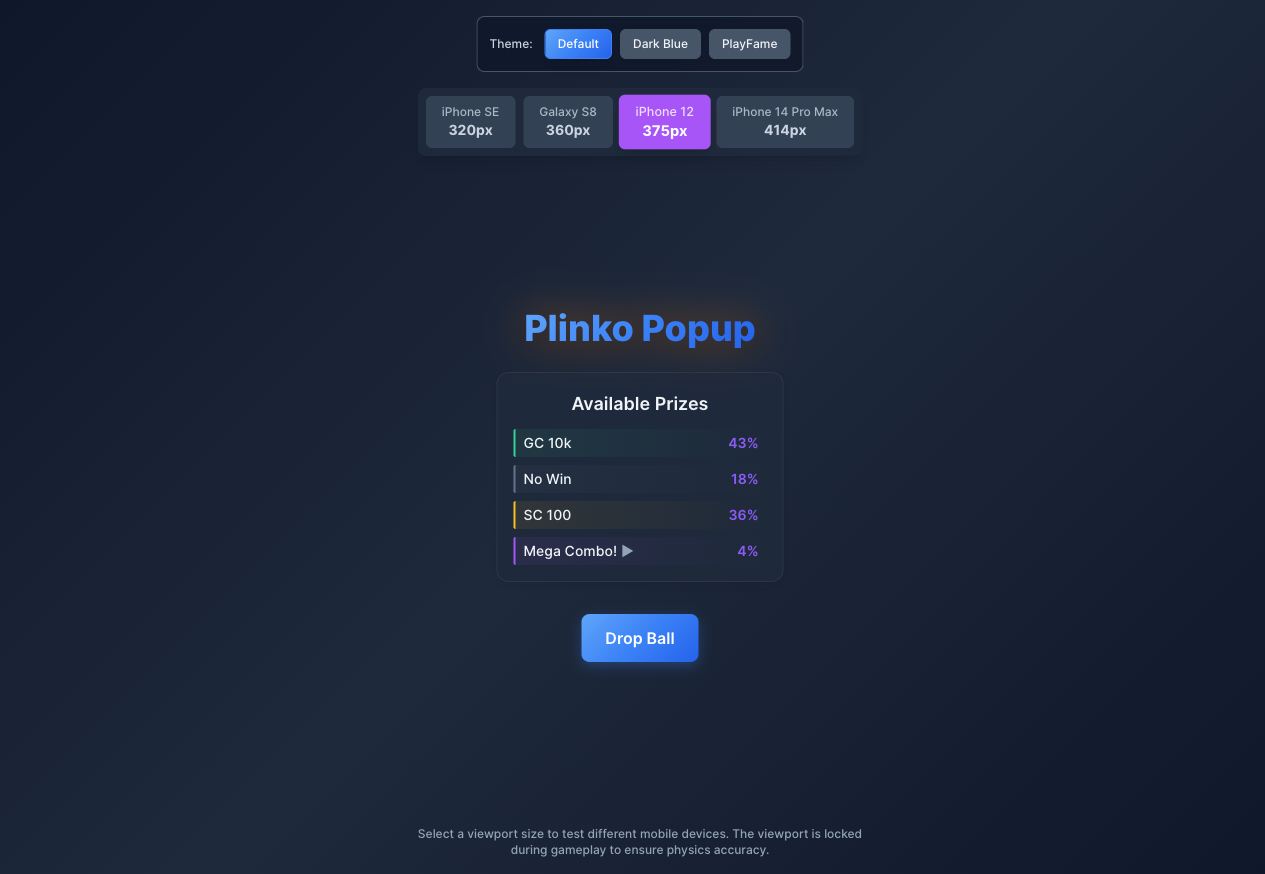 Theme: Default Dark Blue PlayFame
iPhone SE Galaxy S8 iPhone 12 iPhone 14 Pro Max
320px 360px 375px 414px
Plinko Popup
Available Prizes
GC 10k 43%
No Win 18%
SC 100 36%
Mega Combo! ▶ 4%
Drop Ball
Select a viewport size to test different mobile devices. The viewport is locked
during gameplay to ensure physics accuracy.